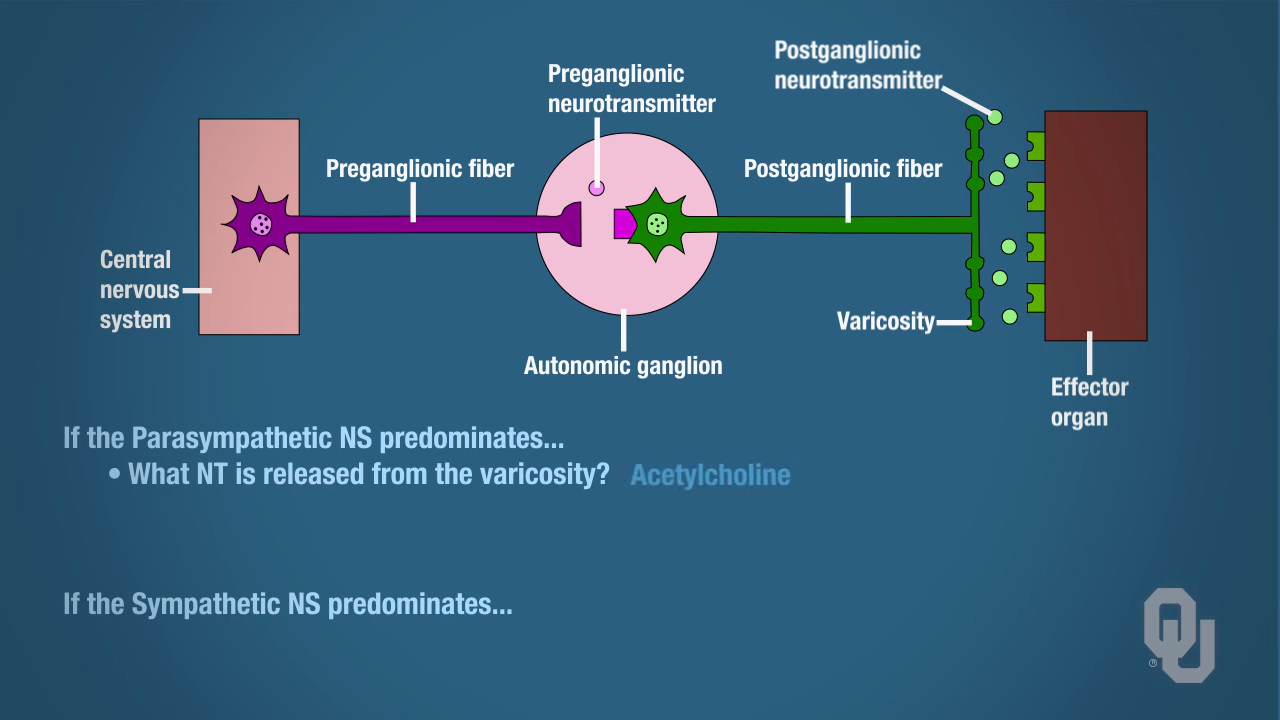 Postganglionic
neurotransmitter
Preganglionic
neurotransmitter
Preganglionic fiber
Postganglionic fiber
Central
nervous
system
Varicosity
Autonomic ganglion
Effector
organ
If the Parasympathetic NS predominates...
• What NT is released from the varicosity? Acetylcholine
If the Sympathetic NS predominates...
OU
®